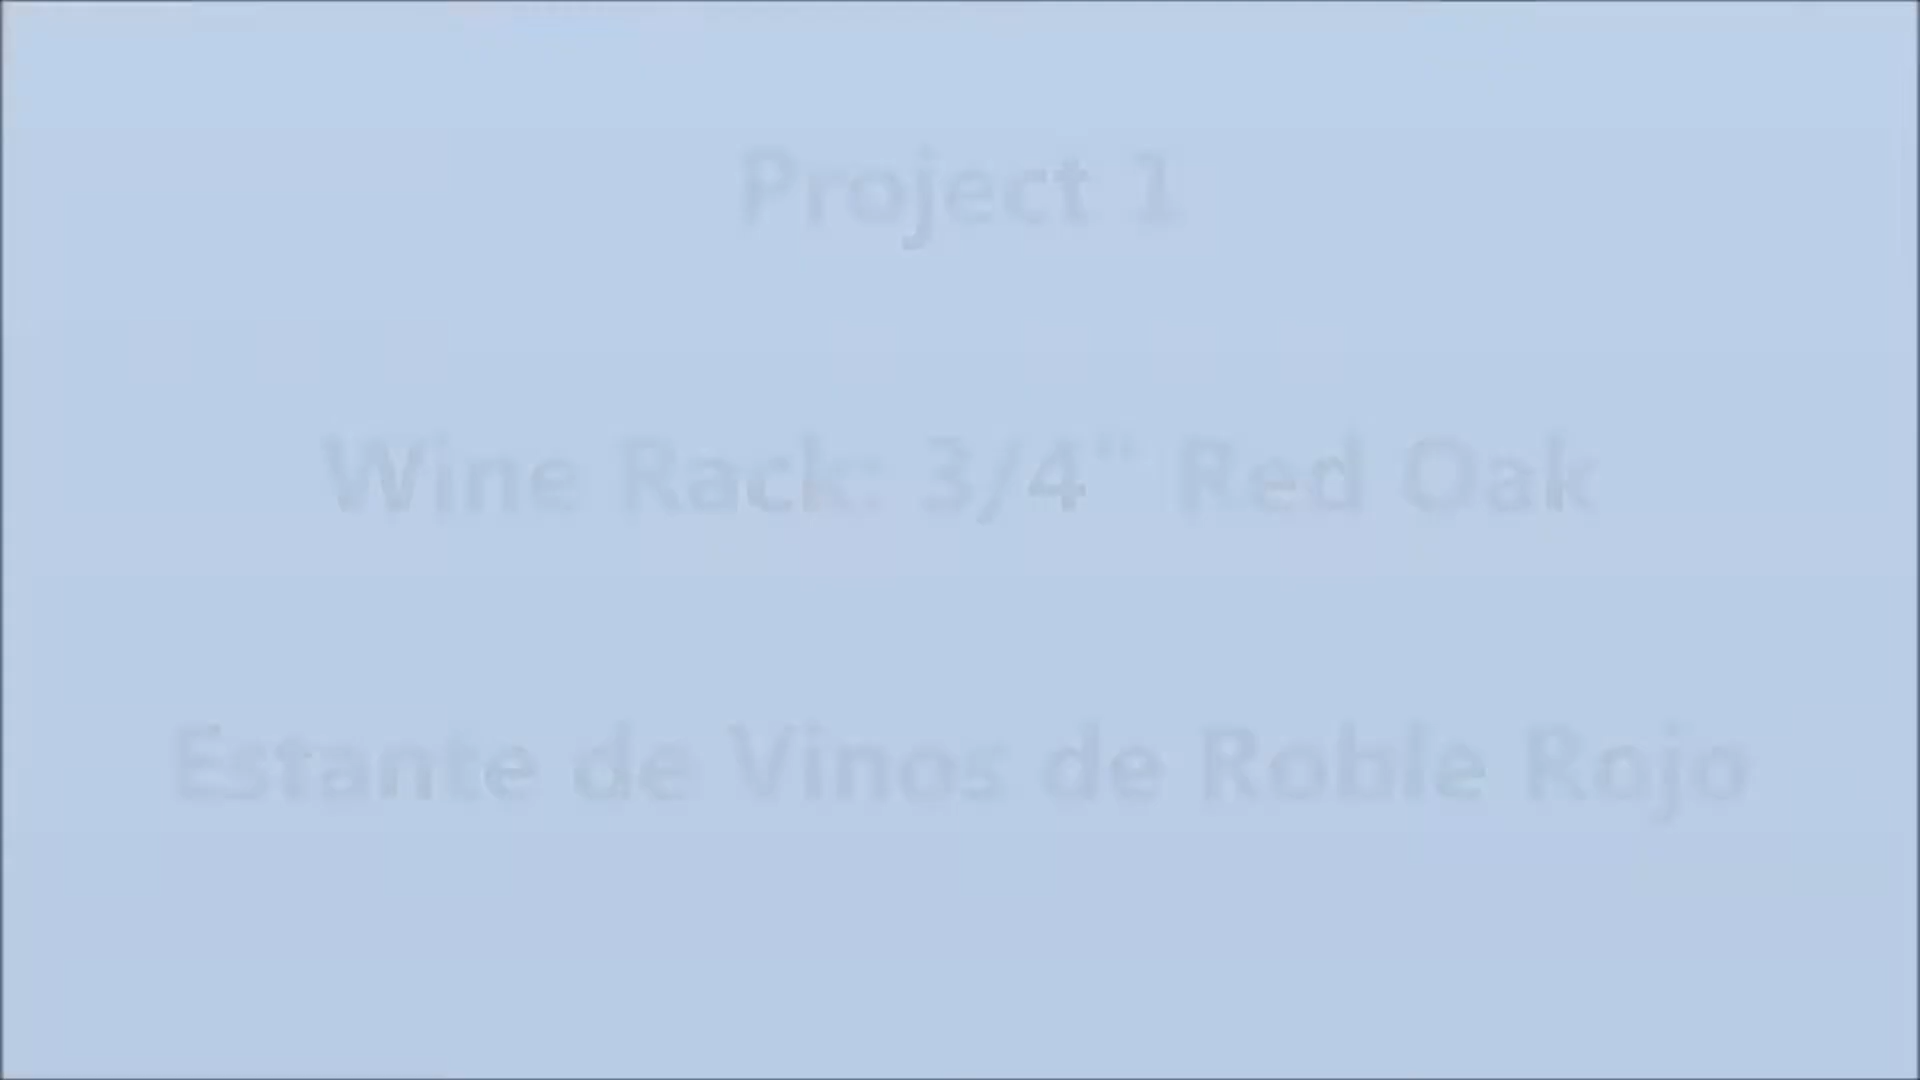 Project 1
Wine Rack: 3/4" Red Oak
Estante de Vinos de Roble Rojo